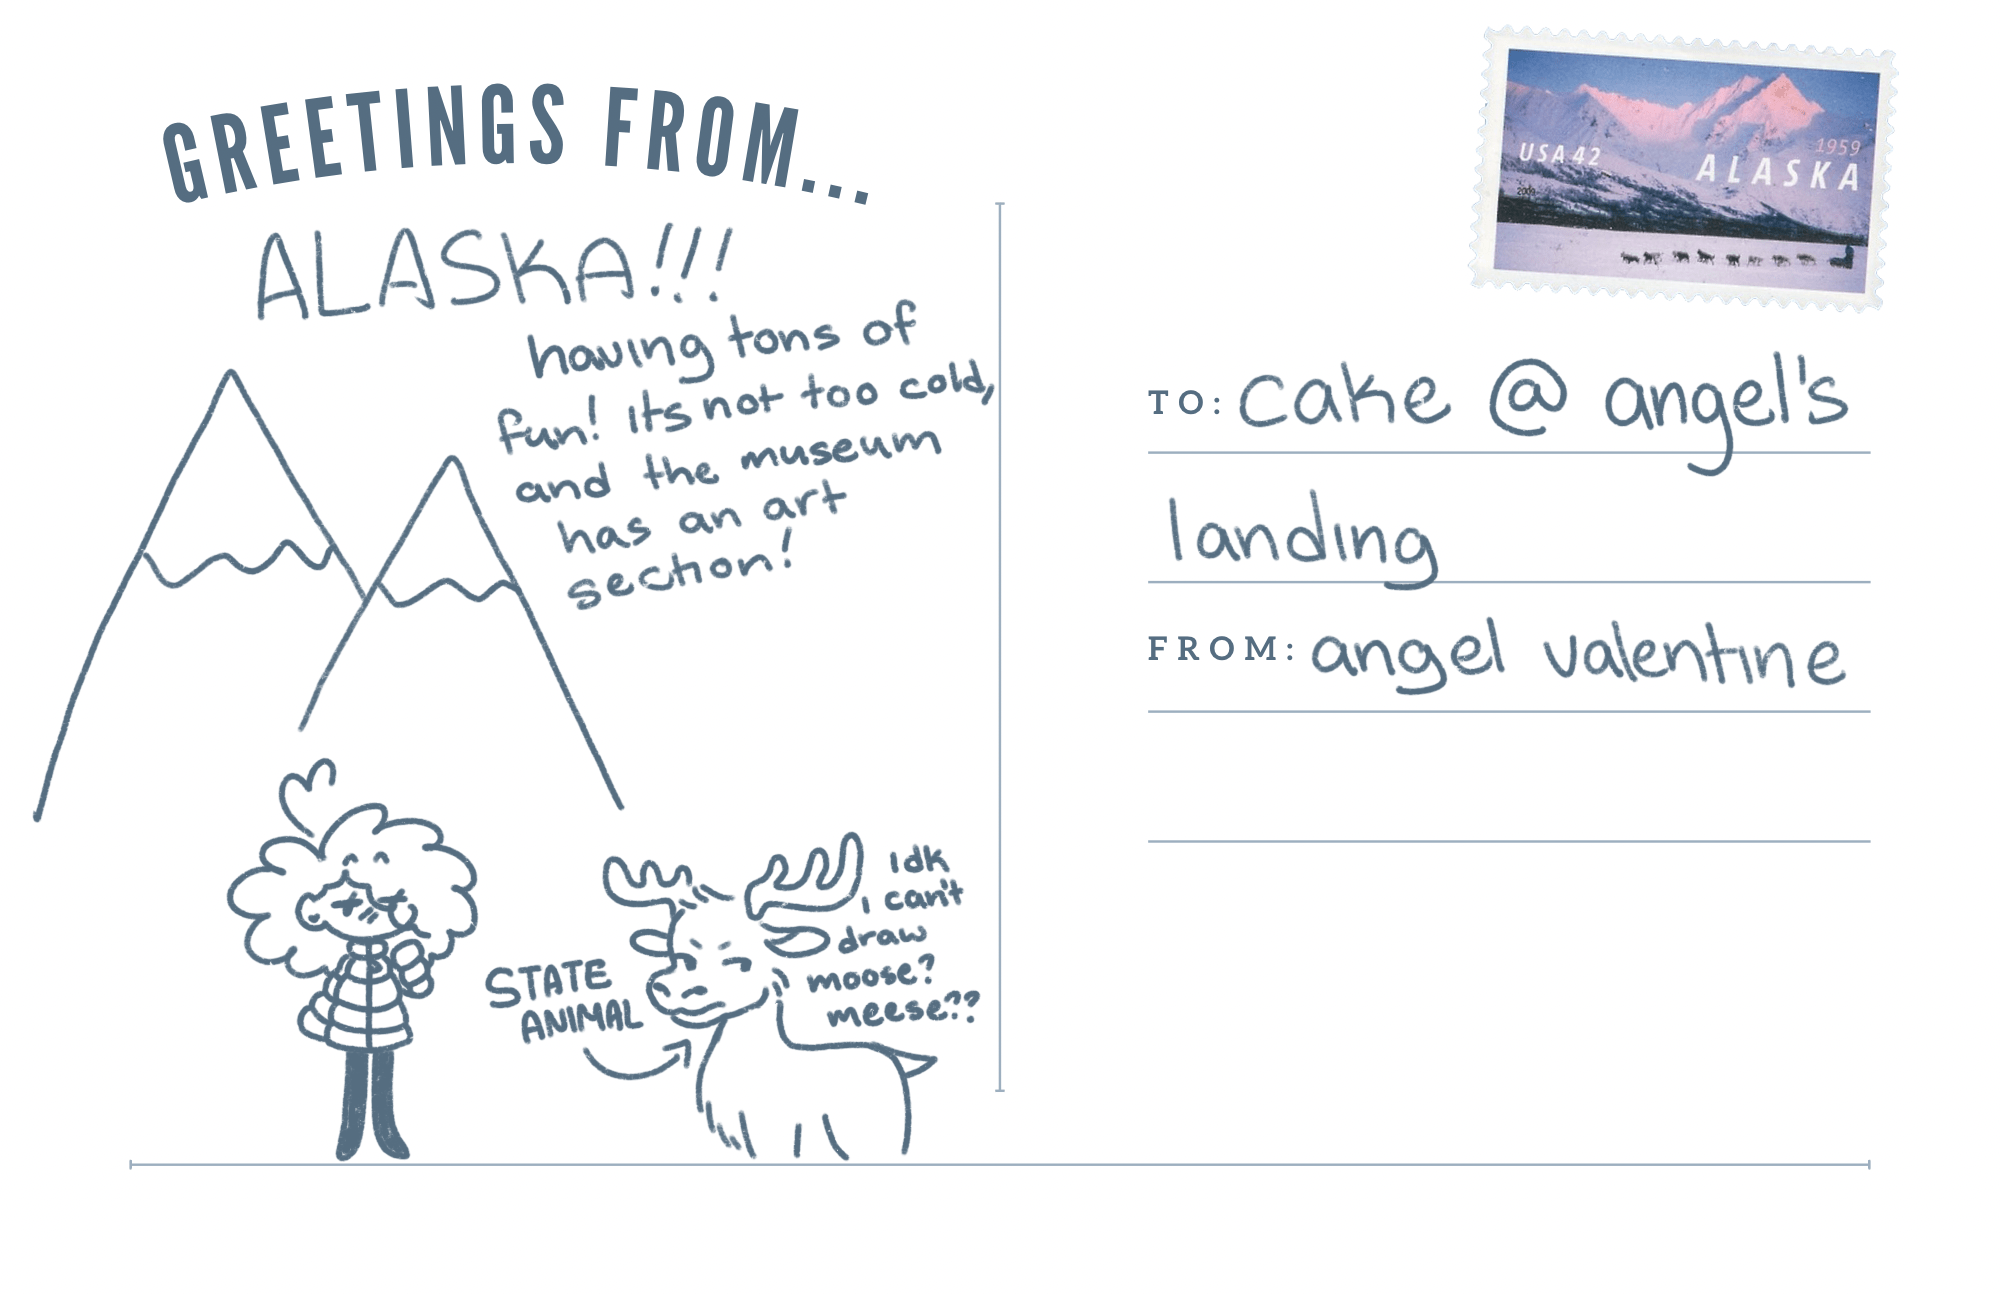 GREETINGS FROM...
ALASKA!!!
having tons of
fun! its not too cold,
and the museum
has an art
section!
STATE
ANIMAL
idk
i can't
draw
moose?
meese??
USA 42
1959
ALASKA
2009
TO: cake @ angel's
landing
FROM: angel valentine